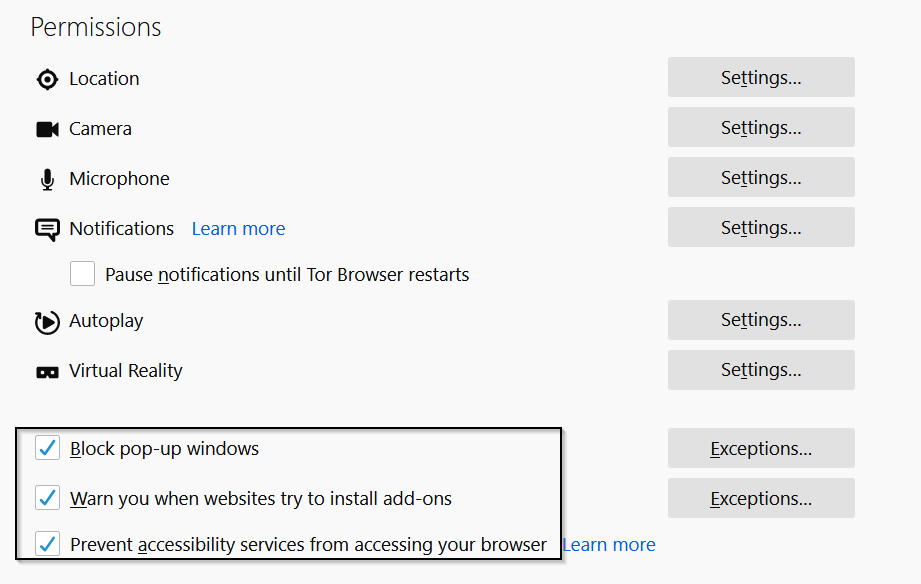 Permissions
Location Settings...
Camera Settings...
Microphone Settings...
Notifications Learn more Settings...
Pause notifications until Tor Browser restarts
Autoplay Settings...
Virtual Reality Settings...
Block pop-up windows Exceptions...
Warn you when websites try to install add-ons Exceptions...
Prevent accessibility services from accessing your browser Learn more